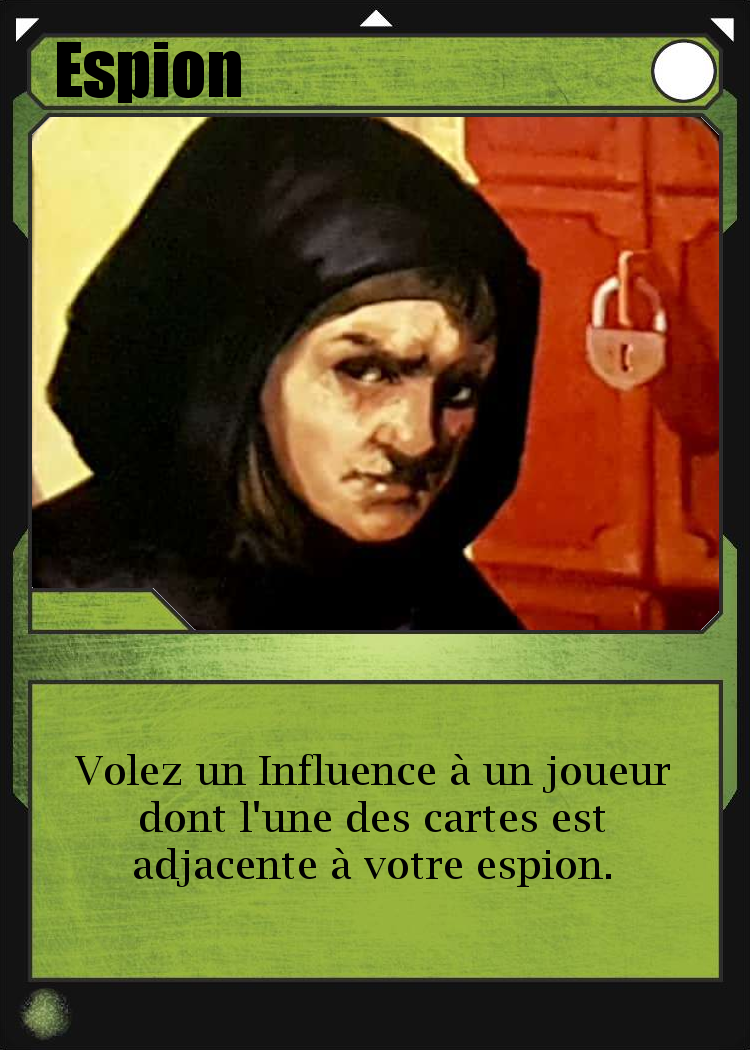 Espion
Volez un Influence à un joueur
dont l'une des cartes est
adjacente à votre espion.